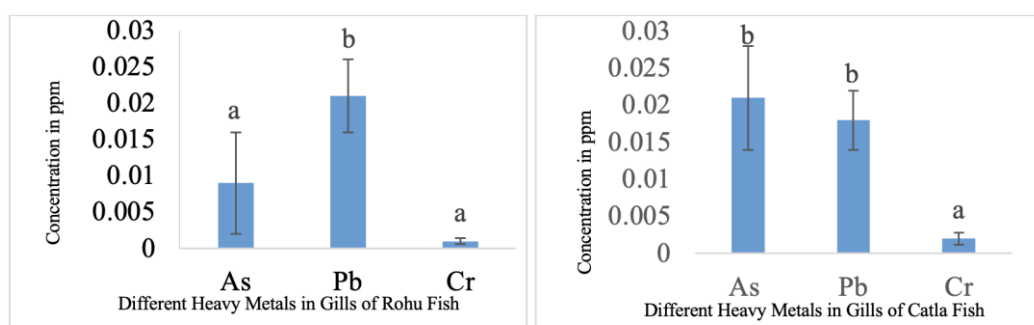 Concentration in ppm
0.03
0.025
0.02
0.015
0.01
0.005
0
a
b
a
As Pb Cr
Different Heavy Metals in Gills of Rohu Fish
Concentration in ppm
0.03
0.025
0.02
0.015
0.01
0.005
0
b
b
a
As Pb Cr
Different Heavy Metals in Gills of Catla Fish